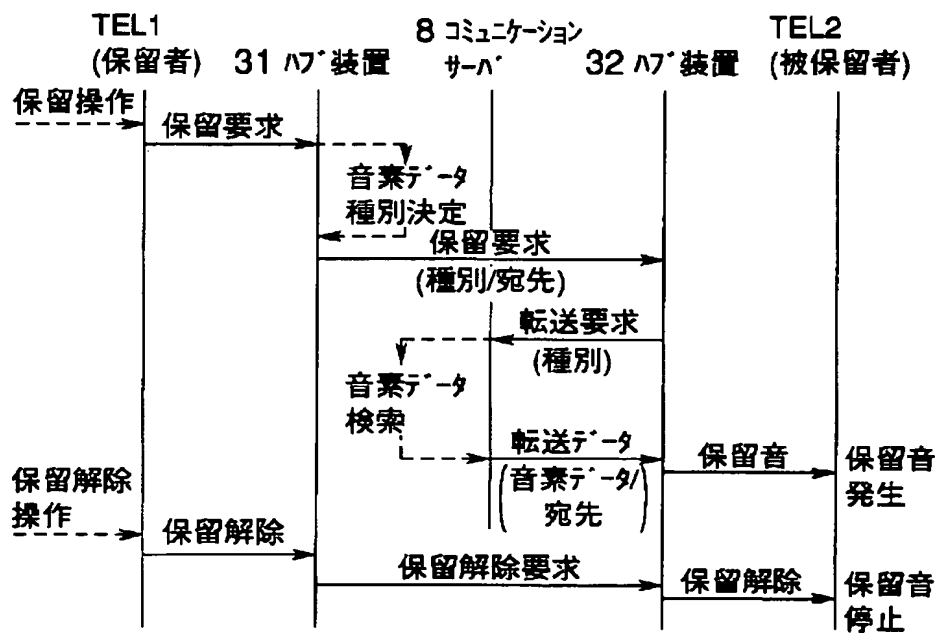 TEL1
(保留者)
31 ハブ装置
8 コミュニケーション
サーバ
32 ハブ装置
TEL2
(被保留者)
保留操作
保留要求
音素データ
種別決定
保留要求
(種別/宛先)
転送要求
(種別)
音素データ
検索
転送データ
(音素データ/
宛先)
保留音
保留音
発生
保留解除
操作
保留解除
保留解除要求
保留解除
保留音
停止